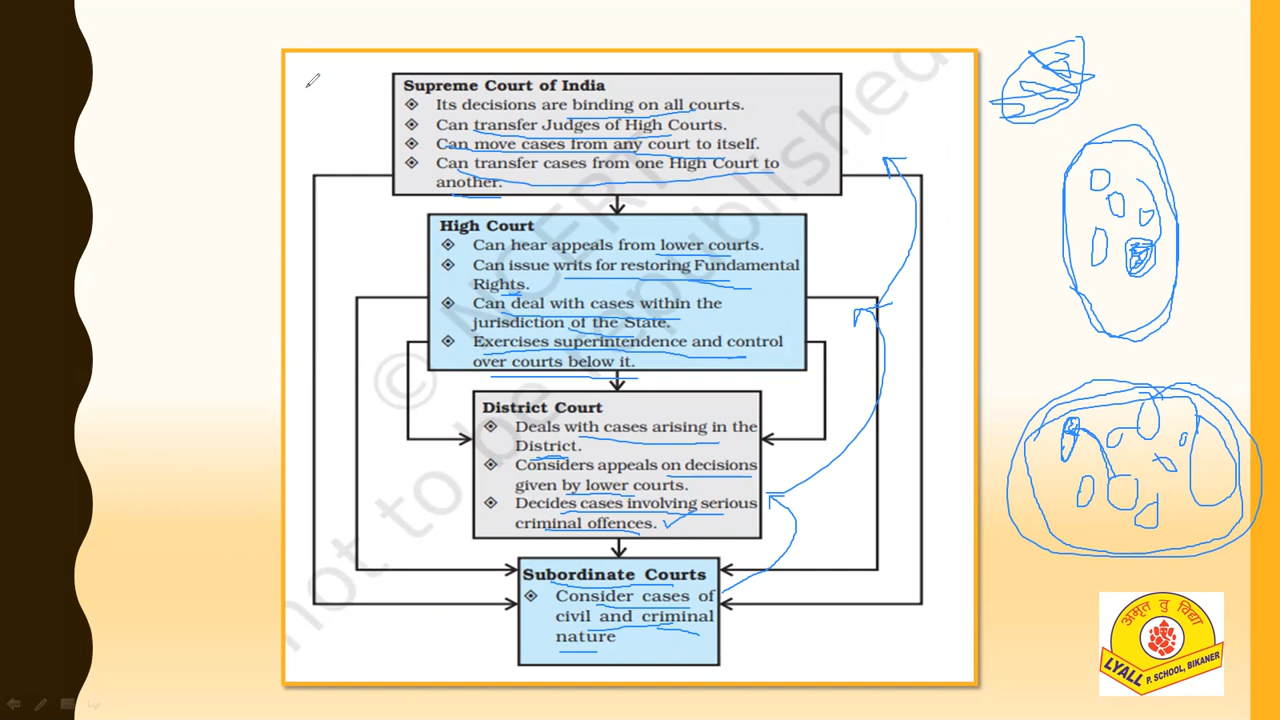 Supreme Court of India
Its decisions are binding on all courts.
Can transfer Judges of High Courts.
Can move cases from any court to itself.
Can transfer cases from one High Court to
another.
High Court
Can hear appeals from lower courts.
Can issue writs for restoring Fundamental
Rights.
Can deal with cases within the
jurisdiction of the State.
Exercises superintendence and control
over courts below it.
District Court
Deals with cases arising in the
District.
Considers appeals on decisions
given by lower courts.
Decides cases involving serious
criminal offences.
Subordinate Courts
Consider cases of
civil and criminal
nature
© NCERT
not to be republished
अमृतं तु विद्या
LYALL P. SCHOOL, BIKANER